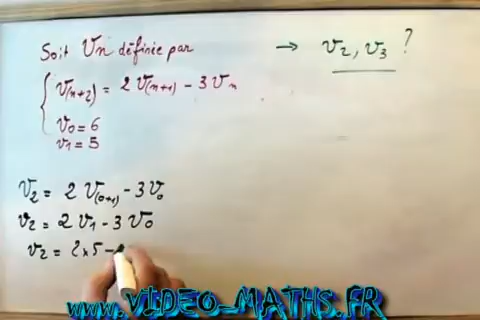 Soit Vn définie par
→ V2, V3 ?
V(n+2) = 2 V(n+1) - 3 Vn
V0 = 6
V1 = 5
V2 = 2 V(0+1) - 3 V0
V2 = 2 V1 - 3 V0
V2 = 2 x 5 -
www.VIDEO-MATHS.FR